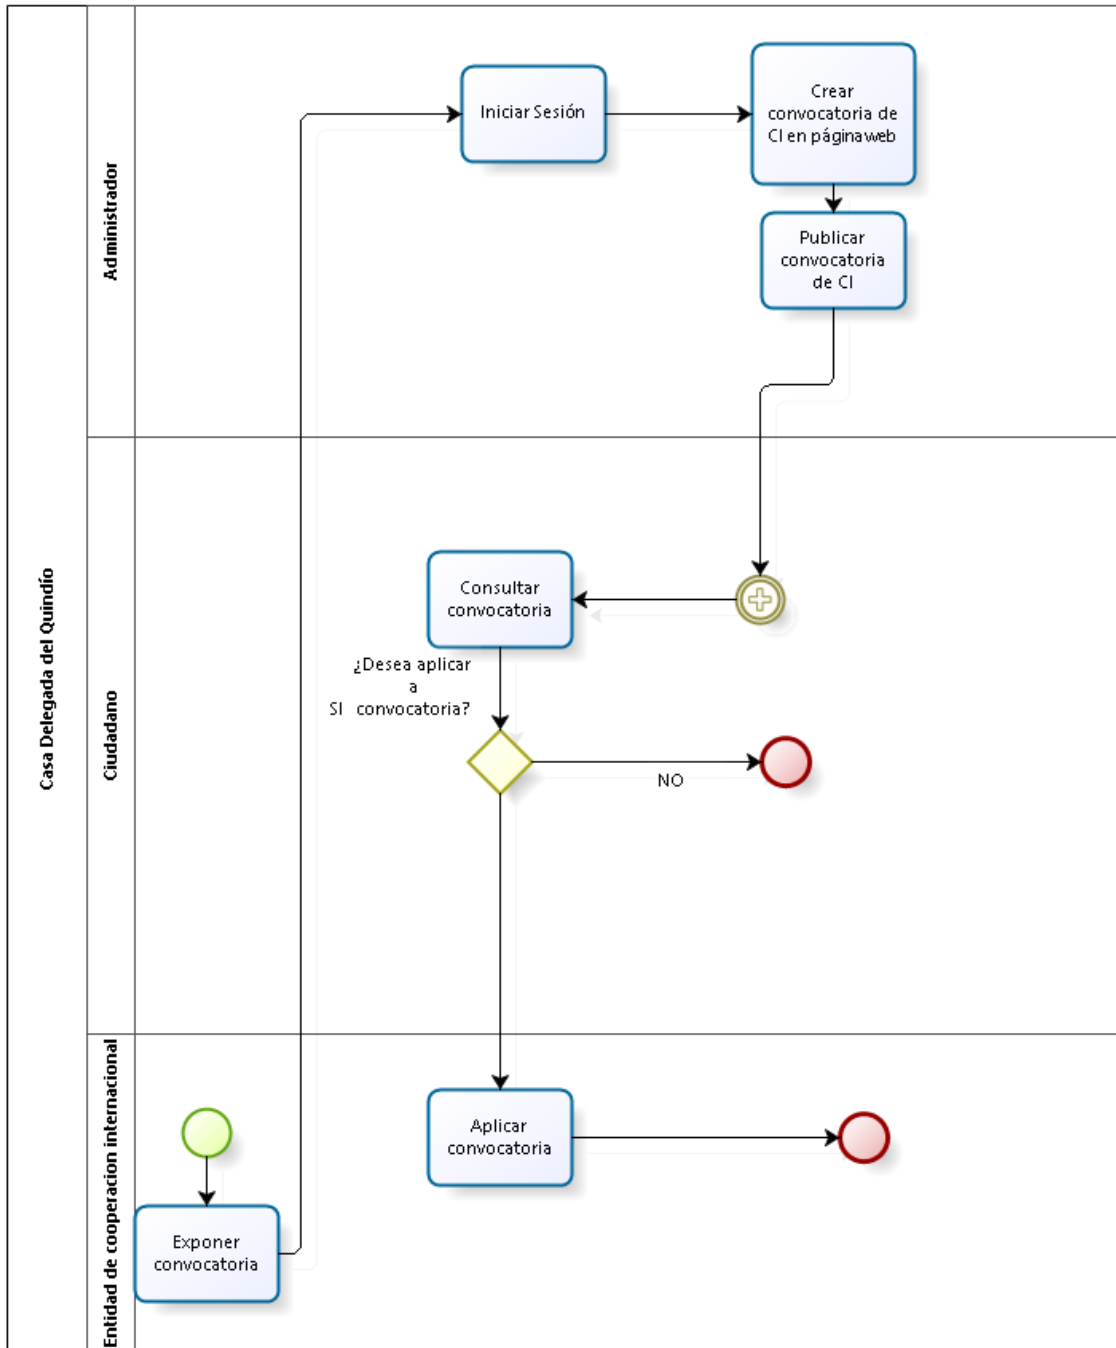 Casa Delegada del Quindío
Administrador
Iniciar Sesión
Crear
convocatoria de
CI en páginaweb
Publicar
convocatoria
de CI
Ciudadano
Consultar
convocatoria
¿Desea aplicar
a
SI convocatoria?
NO
Entidad de cooperacion internacional
Aplicar
convocatoria
Exponer
convocatoria